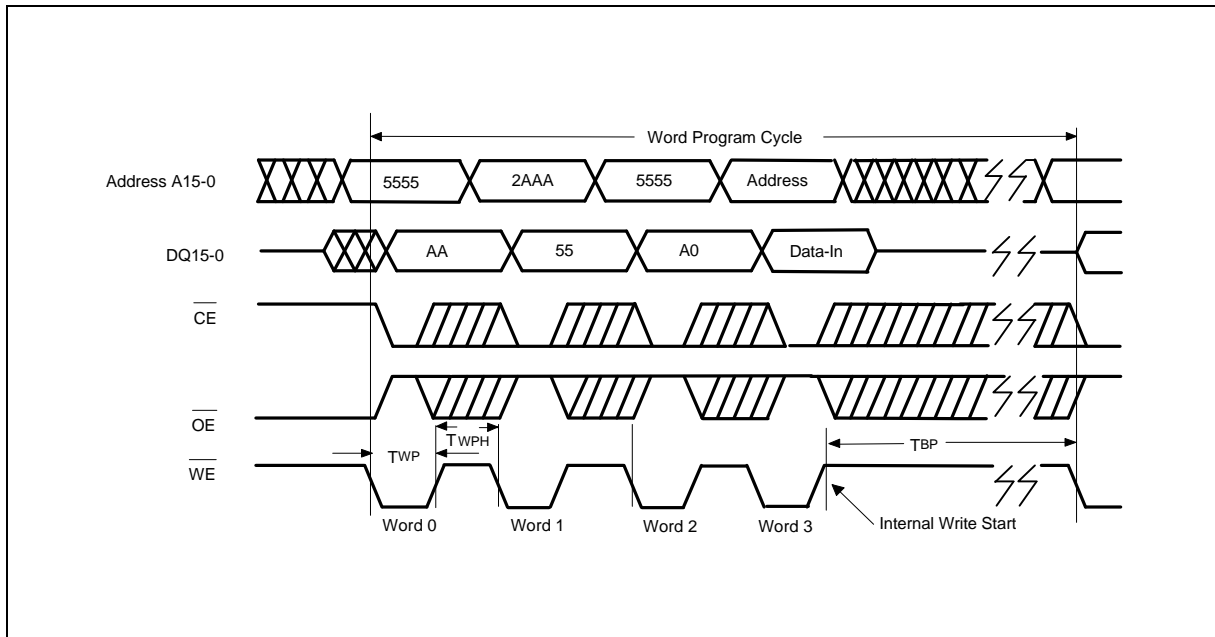 Word Program Cycle
Address A15-0
5555
2AAA
5555
Address
DQ15-0
AA
55
A0
Data-In
CE
OE
TWPH
TWP
TBP
WE
Word 0
Word 1
Word 2
Word 3
Internal Write Start